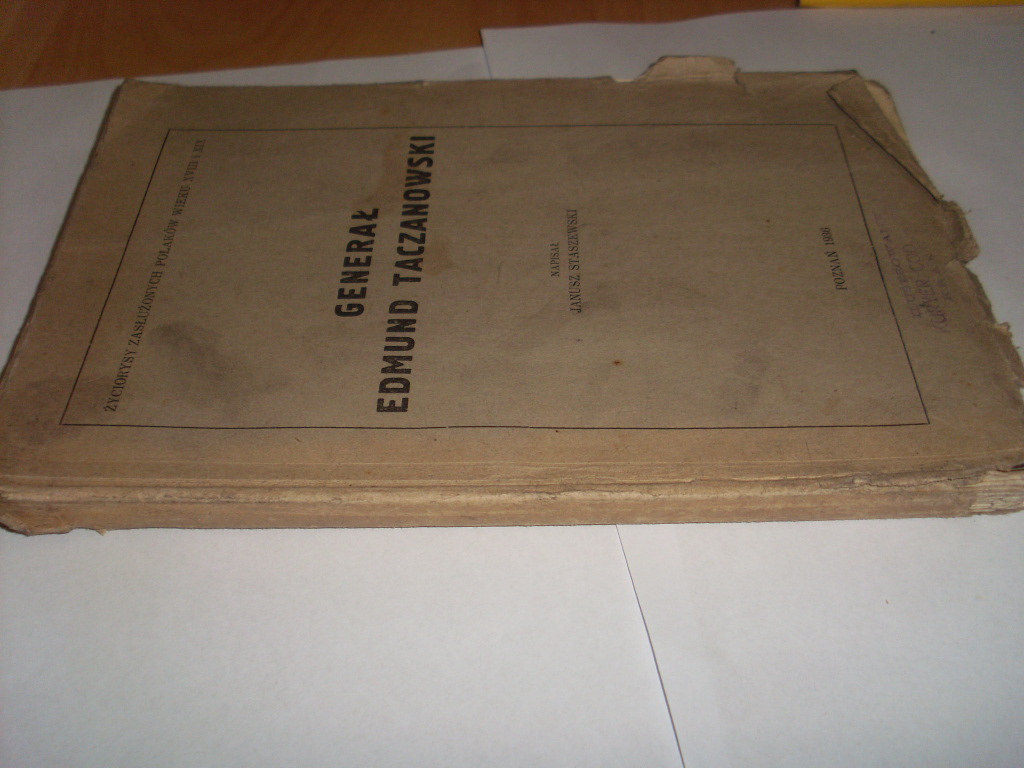 ŻYCIORYSY ZASŁUŻONYCH POLAKÓW WIEKU XVIII i XIX
GENERAŁ
EDMUND TACZANOWSKI
NAPISAŁ
JANUSZ STASZEWSKI
POZNAŃ 1936